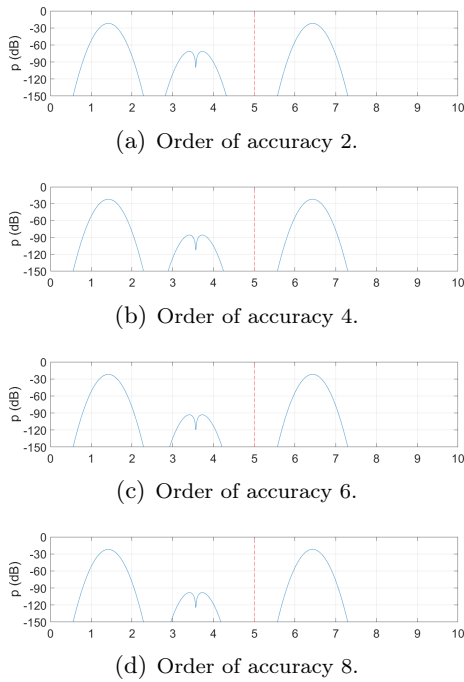 0
-30
-60
-90
-120
-150
p (dB)
0 1 2 3 4 5 6 7 8 9 10
(a) Order of accuracy 2.
0
-30
-60
-90
-120
-150
p (dB)
0 1 2 3 4 5 6 7 8 9 10
(b) Order of accuracy 4.
0
-30
-60
-90
-120
-150
p (dB)
0 1 2 3 4 5 6 7 8 9 10
(c) Order of accuracy 6.
0
-30
-60
-90
-120
-150
p (dB)
0 1 2 3 4 5 6 7 8 9 10
(d) Order of accuracy 8.